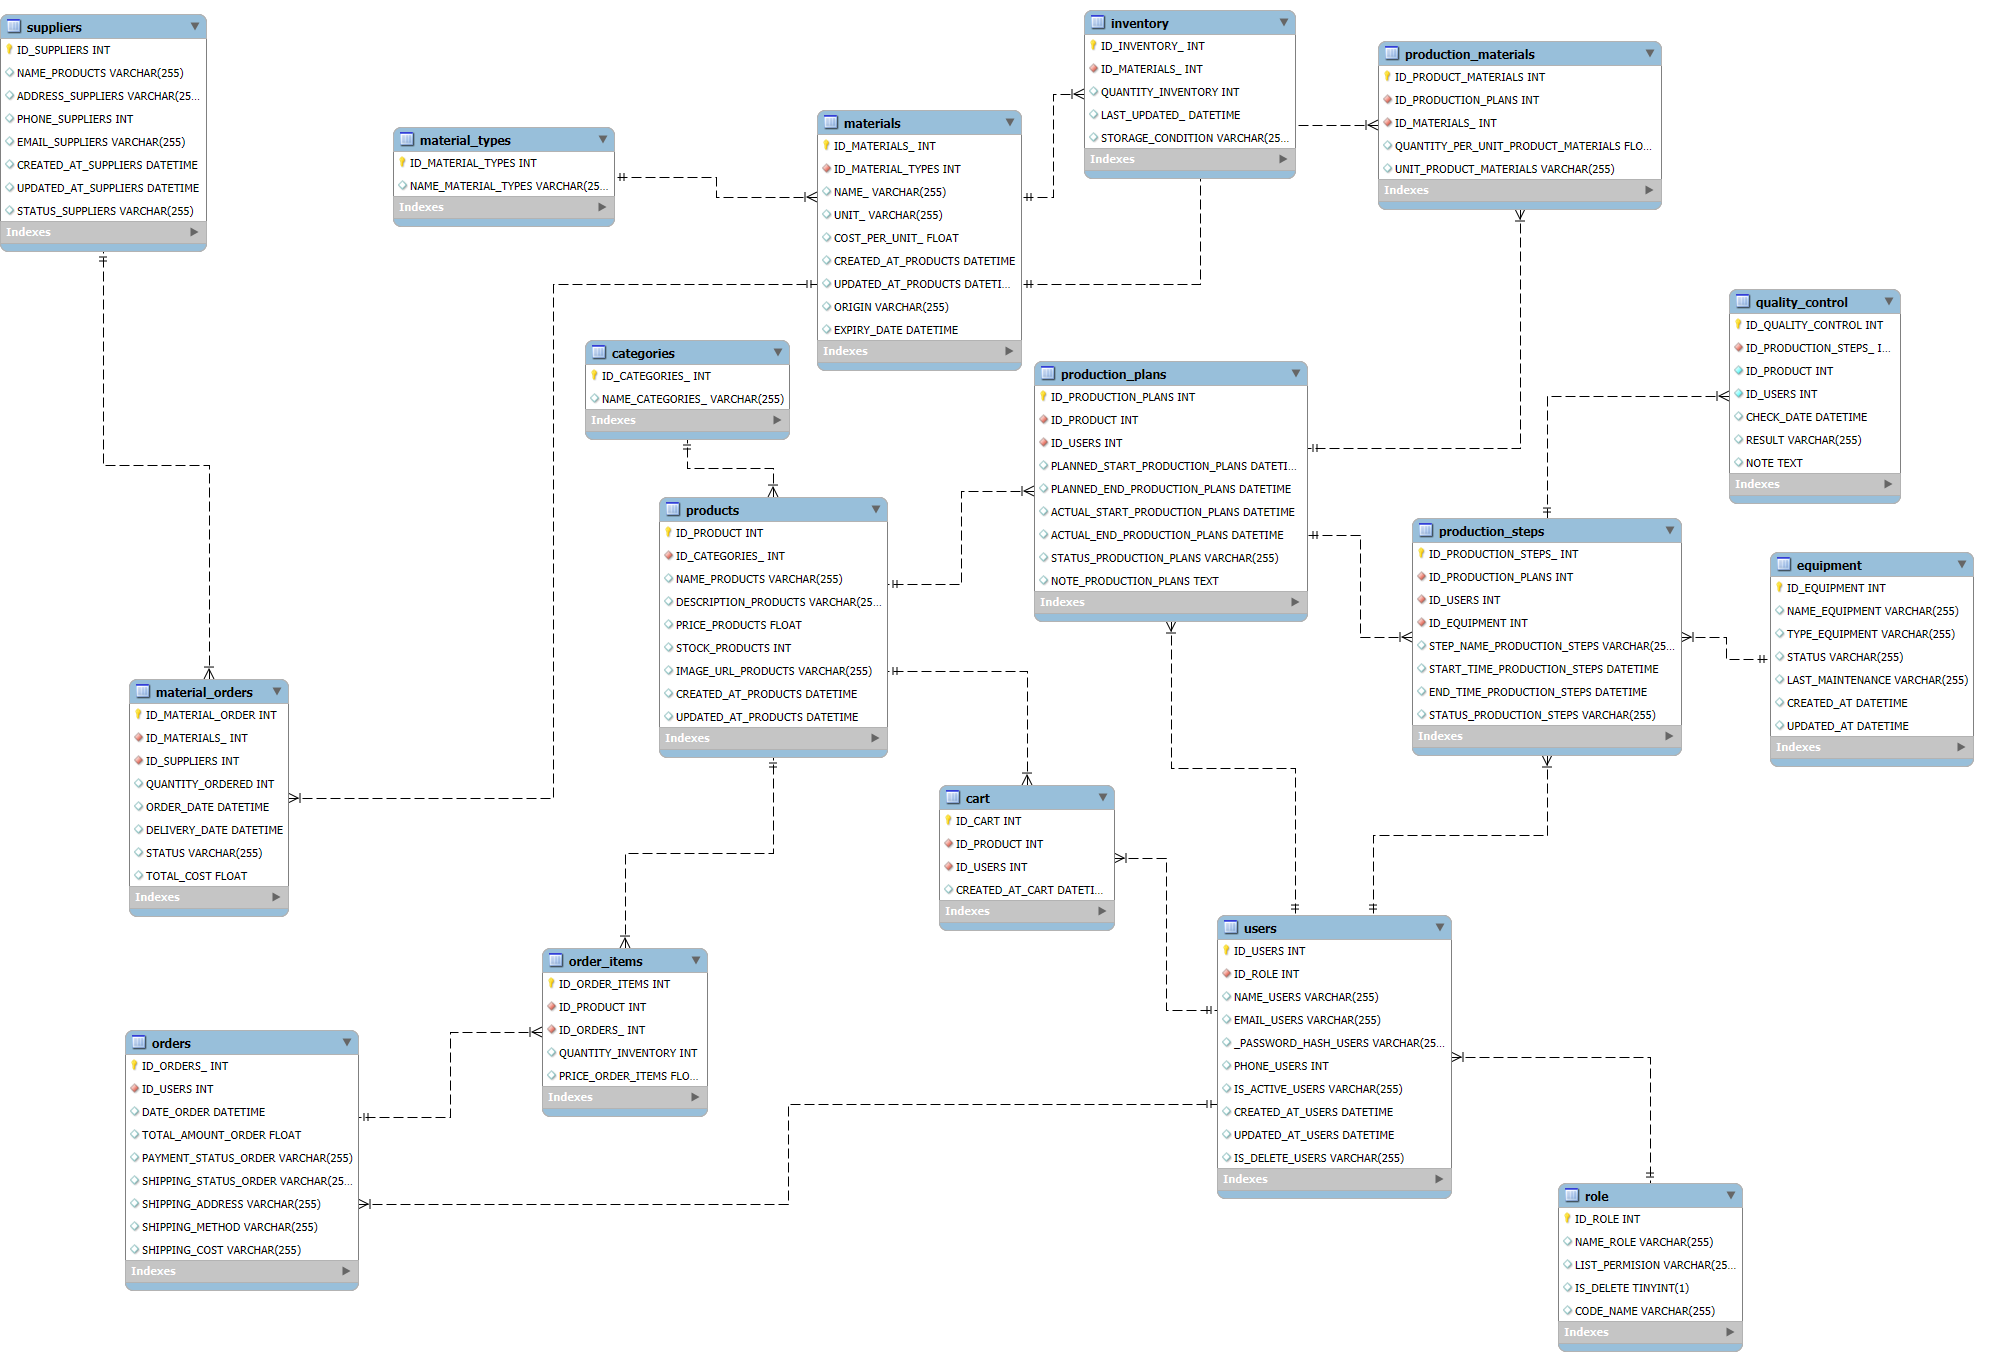 suppliers
ID_SUPPLIERS INT
NAME_PRODUCTS VARCHAR(255)
ADDRESS_SUPPLIERS VARCHAR(25...
PHONE_SUPPLIERS INT
EMAIL_SUPPLIERS VARCHAR(255)
CREATED_AT_SUPPLIERS DATETIME
UPDATED_AT_SUPPLIERS DATETIME
STATUS_SUPPLIERS VARCHAR(255)
Indexes
material_types
ID_MATERIAL_TYPES INT
NAME_MATERIAL_TYPES VARCHAR(25...
Indexes
materials
ID_MATERIALS_ INT
ID_MATERIAL_TYPES INT
NAME_ VARCHAR(255)
UNIT_ VARCHAR(255)
COST_PER_UNIT_ FLOAT
CREATED_AT_PRODUCTS DATETIME
UPDATED_AT_PRODUCTS DATETI...
ORIGIN VARCHAR(255)
EXPIRY_DATE DATETIME
Indexes
inventory
ID_INVENTORY_ INT
ID_MATERIALS_ INT
QUANTITY_INVENTORY INT
LAST_UPDATED_ DATETIME
STORAGE_CONDITION VARCHAR(25...
Indexes
production_materials
ID_PRODUCT_MATERIALS INT
ID_PRODUCTION_PLANS INT
ID_MATERIALS_ INT
QUANTITY_PER_UNIT_PRODUCT_MATERIALS FLO...
UNIT_PRODUCT_MATERIALS VARCHAR(255)
Indexes
quality_control
ID_QUALITY_CONTROL INT
ID_PRODUCTION_STEPS_ I...
ID_PRODUCT INT
ID_USERS INT
CHECK_DATE DATETIME
RESULT VARCHAR(255)
NOTE TEXT
Indexes
categories
ID_CATEGORIES_ INT
NAME_CATEGORIES_ VARCHAR(255)
Indexes
production_plans
ID_PRODUCTION_PLANS INT
ID_PRODUCT INT
ID_USERS INT
PLANNED_START_PRODUCTION_PLANS DATETI...
PLANNED_END_PRODUCTION_PLANS DATETIME
ACTUAL_START_PRODUCTION_PLANS DATETIME
ACTUAL_END_PRODUCTION_PLANS DATETIME
STATUS_PRODUCTION_PLANS VARCHAR(255)
NOTE_PRODUCTION_PLANS TEXT
Indexes
products
ID_PRODUCT INT
ID_CATEGORIES_ INT
NAME_PRODUCTS VARCHAR(255)
DESCRIPTION_PRODUCTS VARCHAR(25...
PRICE_PRODUCTS FLOAT
STOCK_PRODUCTS INT
IMAGE_URL_PRODUCTS VARCHAR(255)
CREATED_AT_PRODUCTS DATETIME
UPDATED_AT_PRODUCTS DATETIME
Indexes
production_steps
ID_PRODUCTION_STEPS_ INT
ID_PRODUCTION_PLANS INT
ID_USERS INT
ID_EQUIPMENT INT
STEP_NAME_PRODUCTION_STEPS VARCHAR(25...
START_TIME_PRODUCTION_STEPS DATETIME
END_TIME_PRODUCTION_STEPS DATETIME
STATUS_PRODUCTION_STEPS VARCHAR(255)
Indexes
equipment
ID_EQUIPMENT INT
NAME_EQUIPMENT VARCHAR(255)
TYPE_EQUIPMENT VARCHAR(255)
STATUS VARCHAR(255)
LAST_MAINTENANCE VARCHAR(255)
CREATED_AT DATETIME
UPDATED_AT DATETIME
Indexes
material_orders
ID_MATERIAL_ORDER INT
ID_MATERIALS_ INT
ID_SUPPLIERS INT
QUANTITY_ORDERED INT
ORDER_DATE DATETIME
DELIVERY_DATE DATETIME
STATUS VARCHAR(255)
TOTAL_COST FLOAT
Indexes
cart
ID_CART INT
ID_PRODUCT INT
ID_USERS INT
CREATED_AT_CART DATETI...
Indexes
users
ID_USERS INT
ID_ROLE INT
NAME_USERS VARCHAR(255)
EMAIL_USERS VARCHAR(255)
_PASSWORD_HASH_USERS VARCHAR(25...
PHONE_USERS INT
IS_ACTIVE_USERS VARCHAR(255)
CREATED_AT_USERS DATETIME
UPDATED_AT_USERS DATETIME
IS_DELETE_USERS VARCHAR(255)
Indexes
order_items
ID_ORDER_ITEMS INT
ID_PRODUCT INT
ID_ORDERS_ INT
QUANTITY_INVENTORY INT
PRICE_ORDER_ITEMS FLO...
Indexes
orders
ID_ORDERS_ INT
ID_USERS INT
DATE_ORDER DATETIME
TOTAL_AMOUNT_ORDER FLOAT
PAYMENT_STATUS_ORDER VARCHAR(255)
SHIPPING_STATUS_ORDER VARCHAR(25...
SHIPPING_ADDRESS VARCHAR(255)
SHIPPING_METHOD VARCHAR(255)
SHIPPING_COST VARCHAR(255)
Indexes
role
ID_ROLE INT
NAME_ROLE VARCHAR(255)
LIST_PERMISION VARCHAR(25...
IS_DELETE TINYINT(1)
CODE_NAME VARCHAR(255)
Indexes